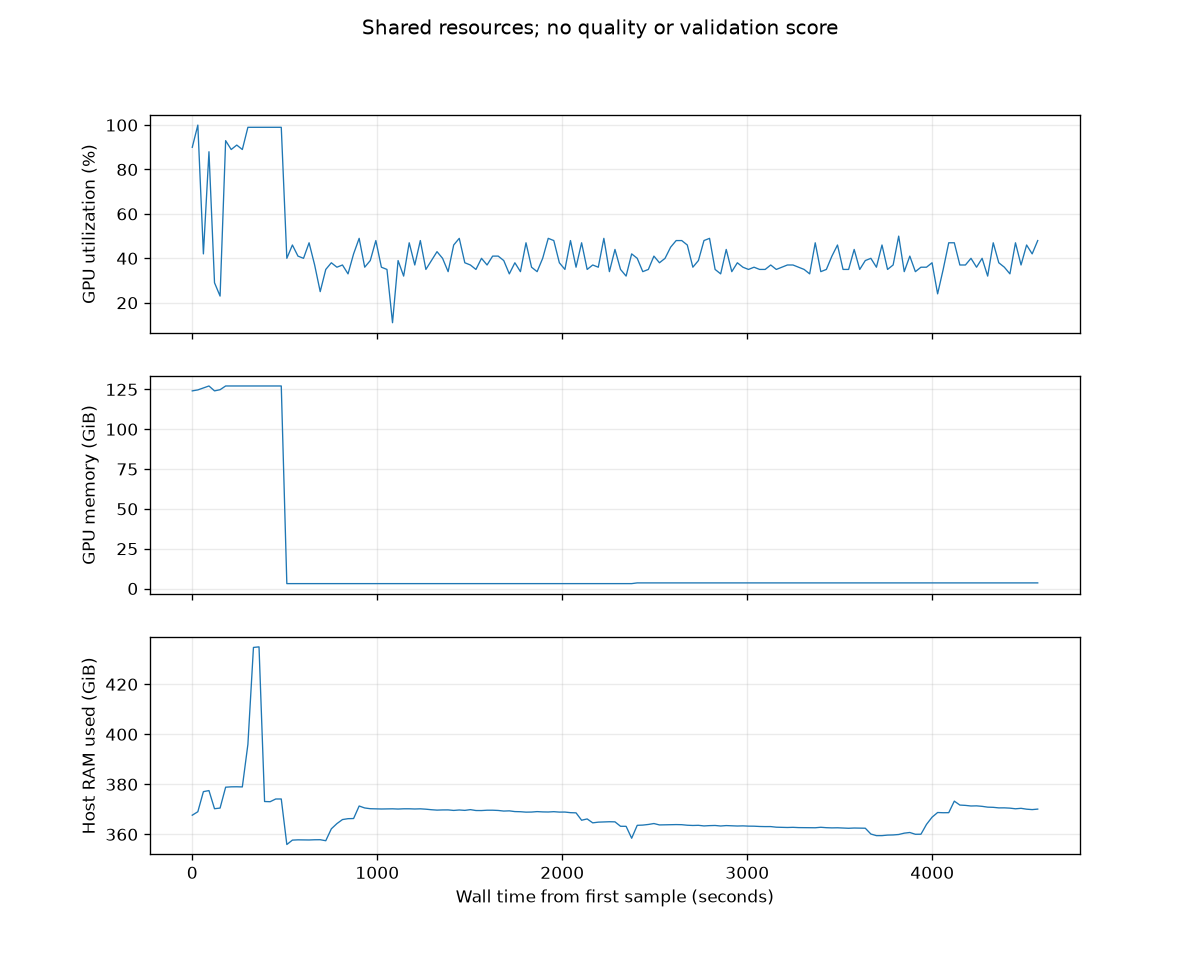 Shared resources; no quality or validation score
GPU utilization (%)
100
80
60
40
20
GPU memory (GiB)
125
100
75
50
25
0
Host RAM used (GiB)
420
400
380
360
0 1000 2000 3000 4000
Wall time from first sample (seconds)